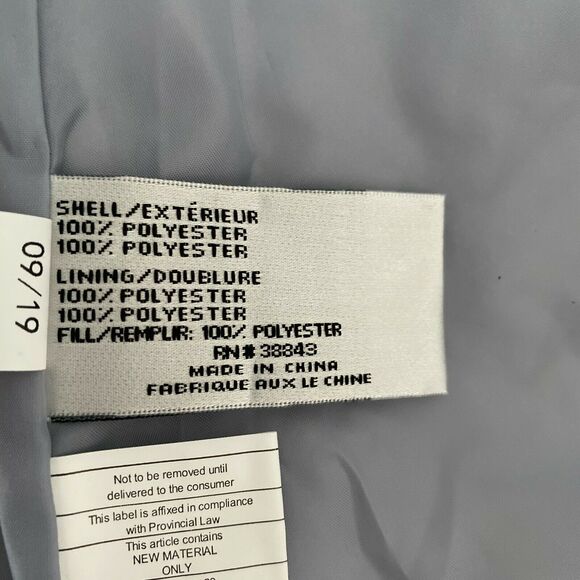 SHELL/EXTÉRIEUR
100% POLYESTER
100% POLYESTER
LINING/DOUBLURE
100% POLYESTER
100% POLYESTER
FILL/REMPLIR: 100% POLYESTER
RN# 38843
MADE IN CHINA
FABRIQUE AUX LE CHINE
09/19
Not to be removed until
delivered to the consumer
This label is affixed in compliance
with Provincial Law
This article contains
NEW MATERIAL
ONLY